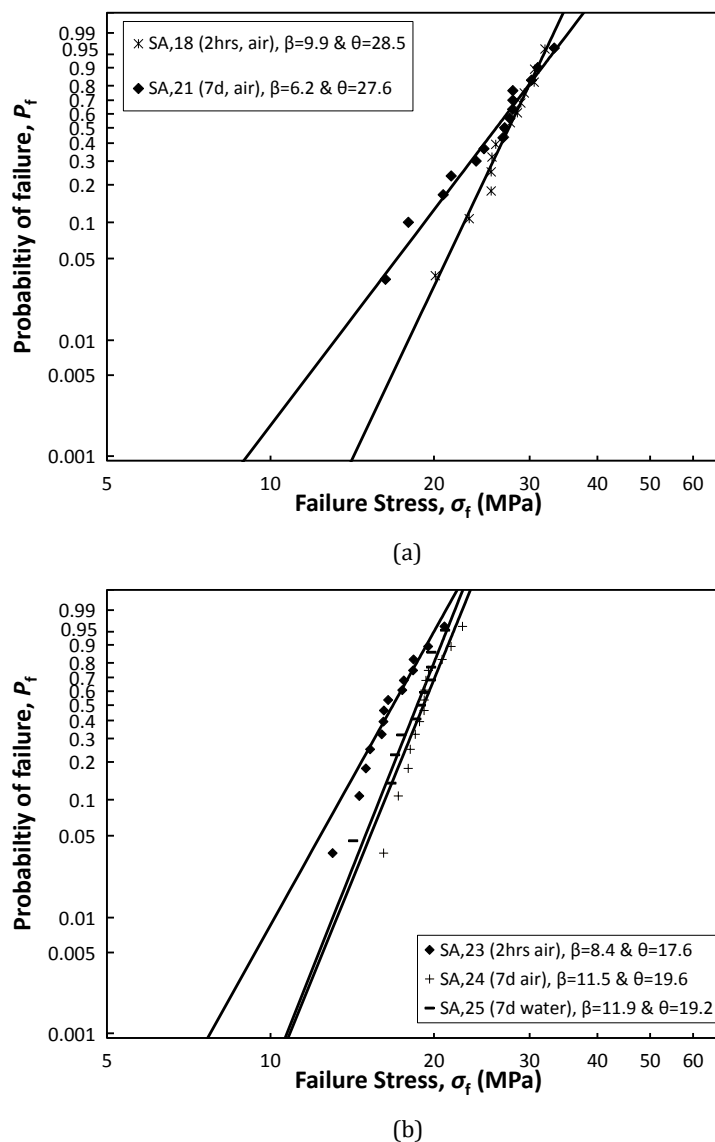 0.99
0.95
0.9
0.8
0.7
0.6
0.5
0.4
0.3
0.2
0.1
0.05
0.01
0.005
0.001
Probabiltiy of failure, Pf
SA,18 (2hrs, air), β=9.9 & θ=28.5
SA,21 (7d, air), β=6.2 & θ=27.6
5 10 20 30 40 50 60
Failure Stress, σf (MPa)
(a)
0.99
0.95
0.9
0.8
0.7
0.6
0.5
0.4
0.3
0.2
0.1
0.05
0.01
0.005
0.001
Probabiltiy of failure, Pf
SA,23 (2hrs air), β=8.4 & θ=17.6
SA,24 (7d air), β=11.5 & θ=19.6
SA,25 (7d water), β=11.9 & θ=19.2
5 10 20 30 40 50 60
Failure Stress, σf (MPa)
(b)